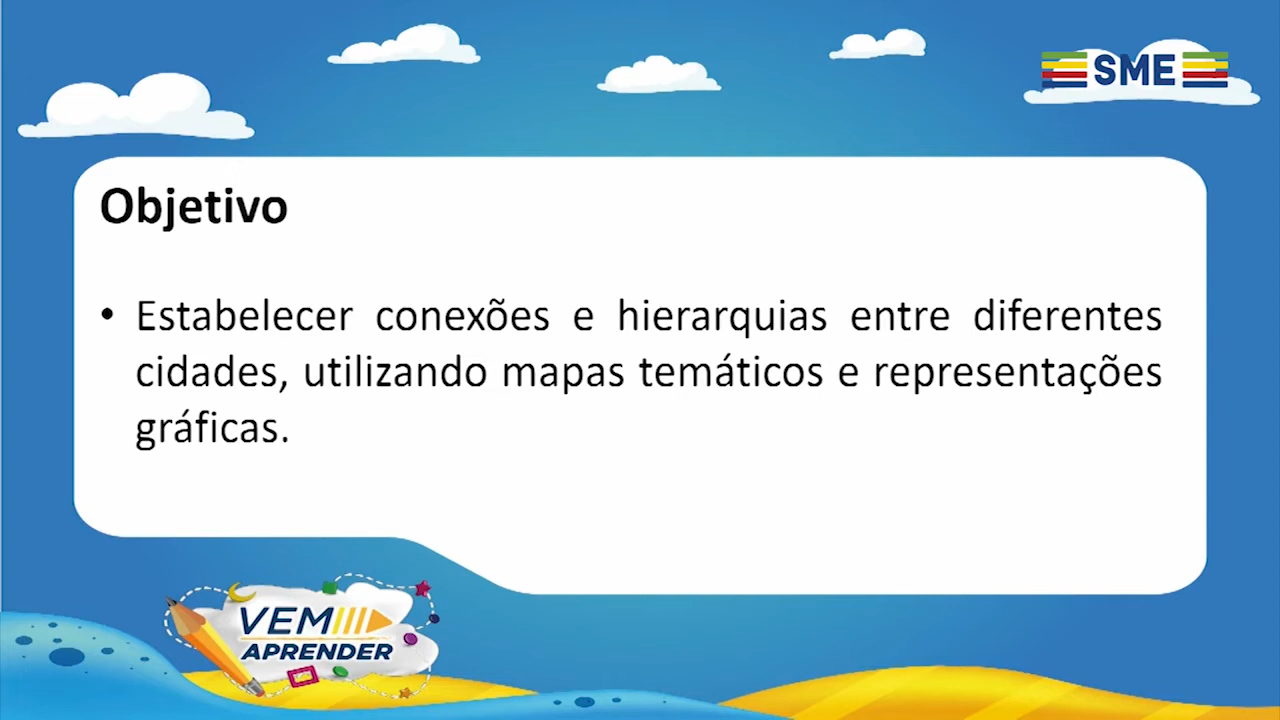 SME
Objetivo
• Estabelecer conexões e hierarquias entre diferentes
cidades, utilizando mapas temáticos e representações
gráficas.
VEM
APRENDER